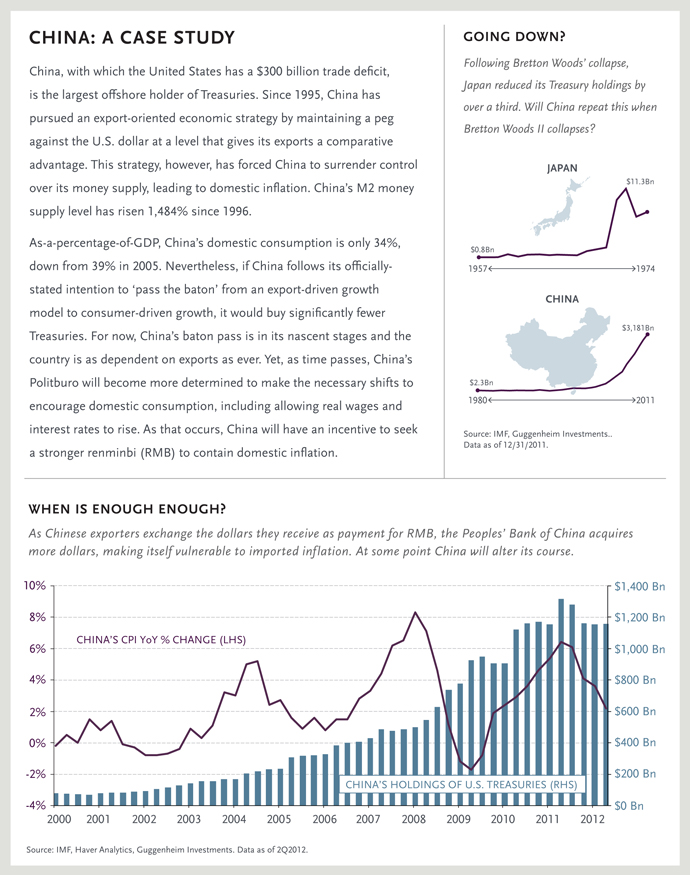 CHINA: A CASE STUDY
China, with which the United States has a $300 billion trade deficit,
is the largest offshore holder of Treasuries. Since 1995, China has
pursued an export-oriented economic strategy by maintaining a peg
against the U.S. dollar at a level that gives its exports a comparative
advantage. This strategy, however, has forced China to surrender control
over its money supply, leading to domestic inflation. China's M2 money
supply level has risen 1,484% since 1996.
As-a-percentage-of-GDP, China's domestic consumption is only 34%,
down from 39% in 2005. Nevertheless, if China follows its officially-
stated intention to 'pass the baton' from an export-driven growth
model to consumer-driven growth, it would buy significantly fewer
Treasuries. For now, China's baton pass is in its nascent stages and the
country is as dependent on exports as ever. Yet, as time passes, China's
Politburo will become more determined to make the necessary shifts to
encourage domestic consumption, including allowing real wages and
interest rates to rise. As that occurs, China will have an incentive to seek
a stronger renminbi (RMB) to contain domestic inflation.
GOING DOWN?
Following Bretton Woods' collapse,
Japan reduced its Treasury holdings by
over a third. Will China repeat this when
Bretton Woods II collapses?
JAPAN
$11.3Bn
$0.8Bn
1957 1974
CHINA
$3,181Bn
$2.3Bn
1980 2011
Source: IMF, Guggenheim Investments..
Data as of 12/31/2011.
WHEN IS ENOUGH ENOUGH?
As Chinese exporters exchange the dollars they receive as payment for RMB, the Peoples' Bank of China acquires
more dollars, making itself vulnerable to imported inflation. At some point China will alter its course.
10% $1,400 Bn
8% $1,200 Bn
CHINA'S CPI YoY % CHANGE (LHS)
6% $1,000 Bn
4% $800 Bn
2% $600 Bn
0% $400 Bn
-2% $200 Bn
CHINA'S HOLDINGS OF U.S. TREASURIES (RHS)
-4% $0 Bn
2000 2001 2002 2003 2004 2005 2006 2007 2008 2009 2010 2011 2012
Source: IMF, Haver Analytics, Guggenheim Investments. Data as of 2Q2012.